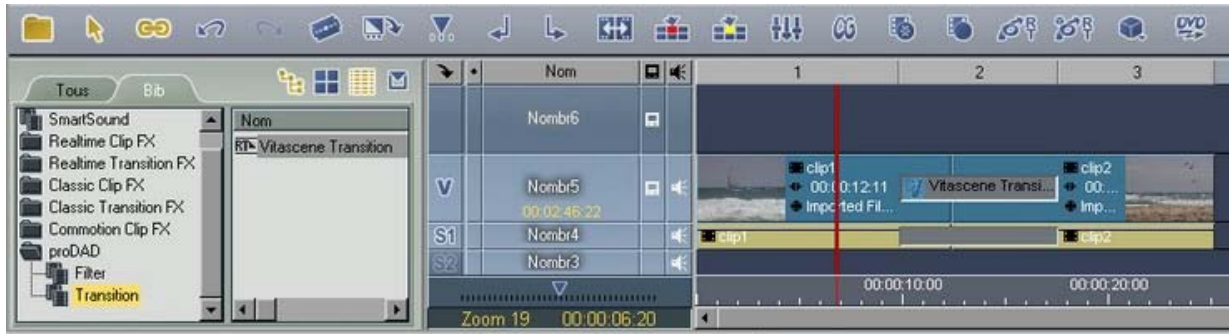 CG
R
R
DVD
Tous
Bib
SmartSound
Realtime Clip FX
Realtime Transition FX
Classic Clip FX
Classic Transition FX
Commotion Clip FX
proDAD
Filter
Transition
Nom
RT Vitascene Transition
Nom
1
2
3
Nombr6
V
Nombr5
00:02:46:22
S1
Nombr4
S2
Nombr3
Zoom 19
00:00:06:20
clip1
00:00:12:11
Imported Fil...
Vitascene Transi...
clip2
00:...
Imp...
clip1
clip2
00:00:10:00
00:00:20:00